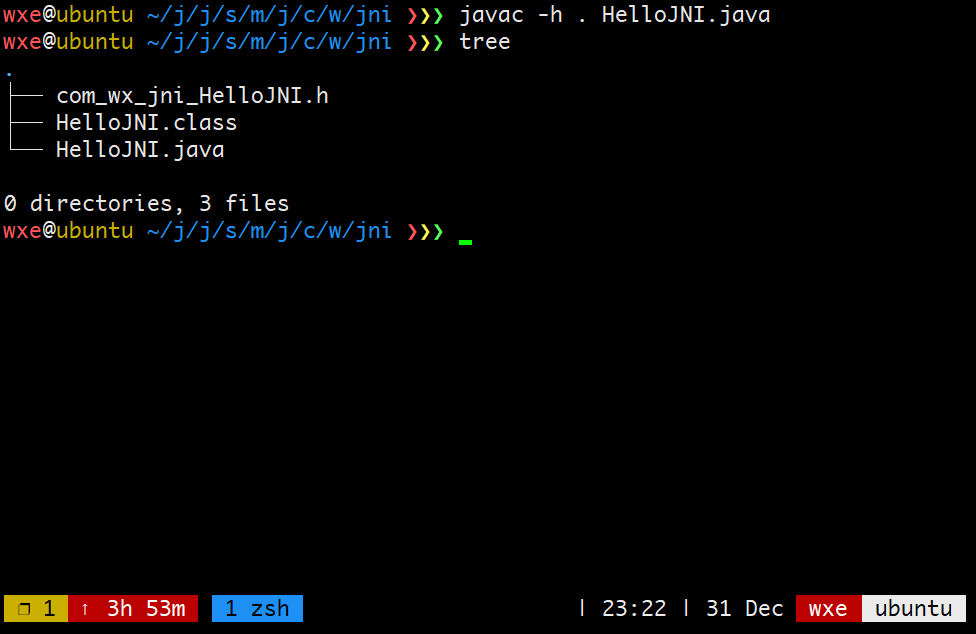 wxe@ubuntu ~/j/j/s/m/j/c/w/jni ❯❯❯ javac -h . HelloJNI.java
wxe@ubuntu ~/j/j/s/m/j/c/w/jni ❯❯❯ tree
.
├── com_wx_jni_HelloJNI.h
├── HelloJNI.class
└── HelloJNI.java
0 directories, 3 files
wxe@ubuntu ~/j/j/s/m/j/c/w/jni ❯❯❯
❐ 1 ↑ 3h 53m 1 zsh | 23:22 | 31 Dec wxe ubuntu